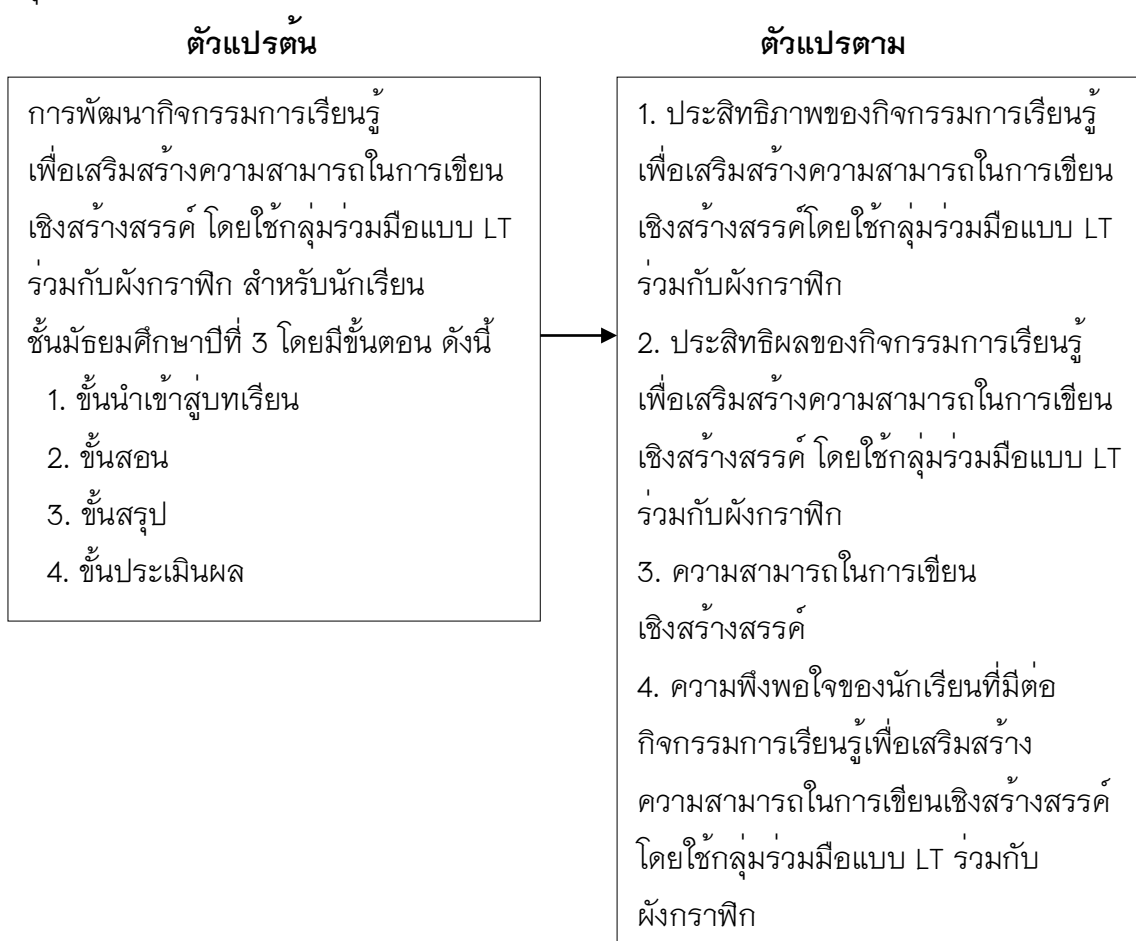 ตัวแปรต้น
การพัฒนากิจกรรมการเรียนรู้
เพื่อเสริมสร้างความสามารถในการเขียน
เชิงสร้างสรรค์ โดยใช้กลุ่มร่วมมือแบบ LT
ร่วมกับผังกราฟิก สำหรับนักเรียน
ชั้นมัธยมศึกษาปีที่ 3 โดยมีขั้นตอน ดังนี้
1. ขั้นนำเข้าสู่บทเรียน
2. ขั้นสอน
3. ขั้นสรุป
4. ขั้นประเมินผล
ตัวแปรตาม
1. ประสิทธิภาพของกิจกรรมการเรียนรู้
เพื่อเสริมสร้างความสามารถในการเขียน
เชิงสร้างสรรค์โดยใช้กลุ่มร่วมมือแบบ LT
ร่วมกับผังกราฟิก
2. ประสิทธิผลของกิจกรรมการเรียนรู้
เพื่อเสริมสร้างความสามารถในการเขียน
เชิงสร้างสรรค์ โดยใช้กลุ่มร่วมมือแบบ LT
ร่วมกับผังกราฟิก
3. ความสามารถในการเขียน
เชิงสร้างสรรค์
4. ความพึงพอใจของนักเรียนที่มีต่อ
กิจกรรมการเรียนรู้เพื่อเสริมสร้าง
ความสามารถในการเขียนเชิงสร้างสรรค์
โดยใช้กลุ่มร่วมมือแบบ LT ร่วมกับ
ผังกราฟิก